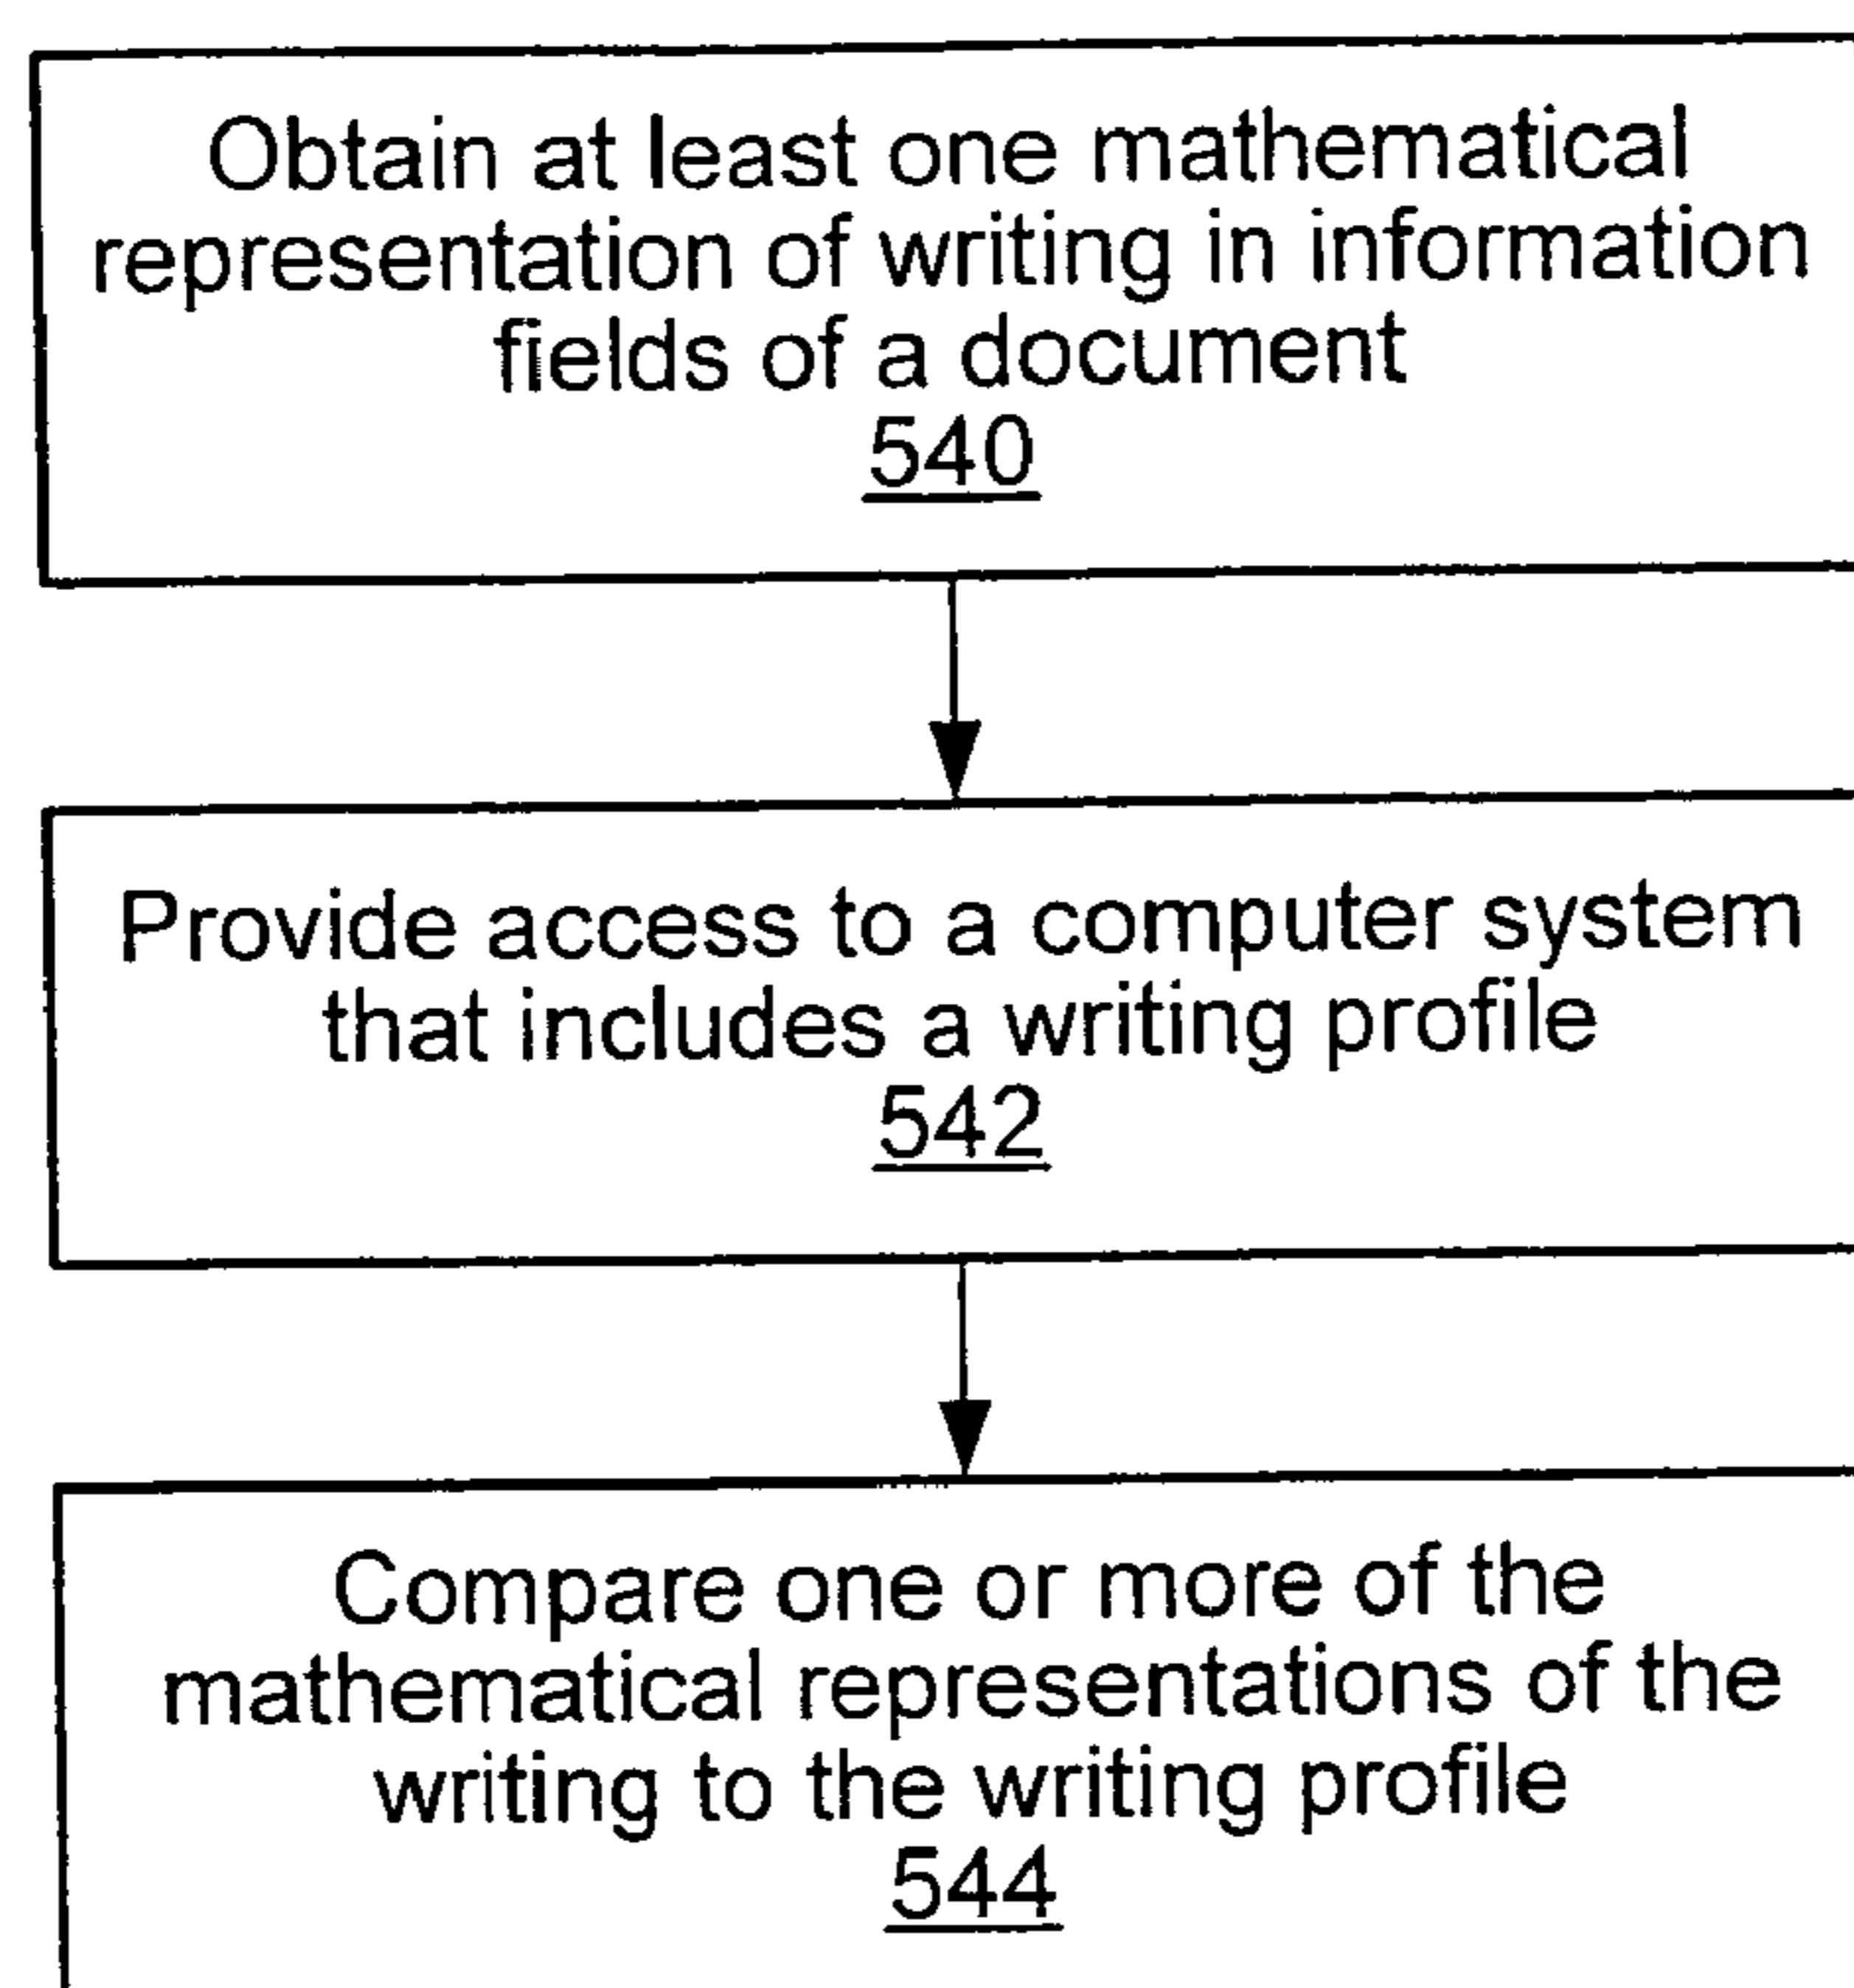 Obtain at least one mathematical
representation of writing in information
fields of a document
540
Provide access to a computer system
that includes a writing profile
542
Compare one or more of the
mathematical representations of the
writing to the writing profile
544